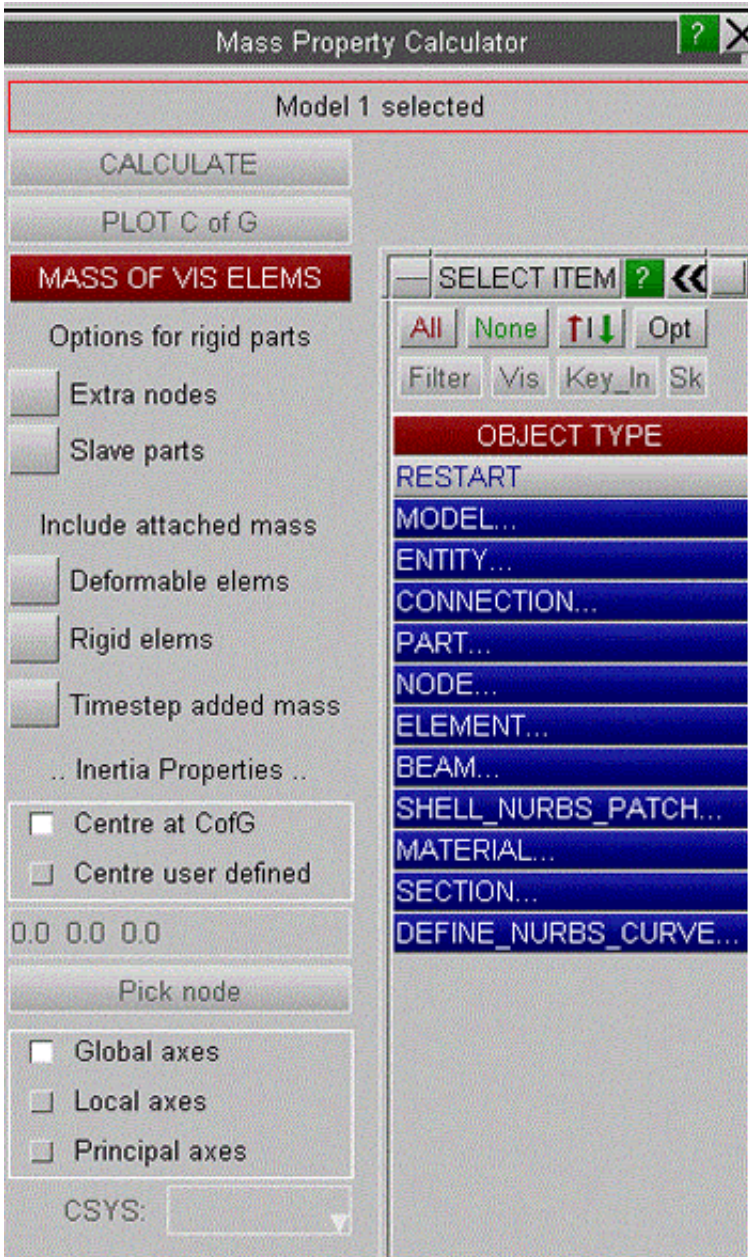 Mass Property Calculator ? X
Model 1 selected
CALCULATE
PLOT C of G
MASS OF VIS ELEMS
Options for rigid parts
Extra nodes
Slave parts
Include attached mass
Deformable elems
Rigid elems
Timestep added mass
.. Inertia Properties ..
Centre at CofG
Centre user defined
0.0 0.0 0.0
Pick node
Global axes
Local axes
Principal axes
CSYS:
SELECT ITEM ?
All None Opt
Filter Vis Key_In Sk
OBJECT TYPE
RESTART
MODEL...
ENTITY...
CONNECTION...
PART...
NODE...
ELEMENT...
BEAM...
SHELL_NURBS_PATCH...
MATERIAL...
SECTION...
DEFINE_NURBS_CURVE...